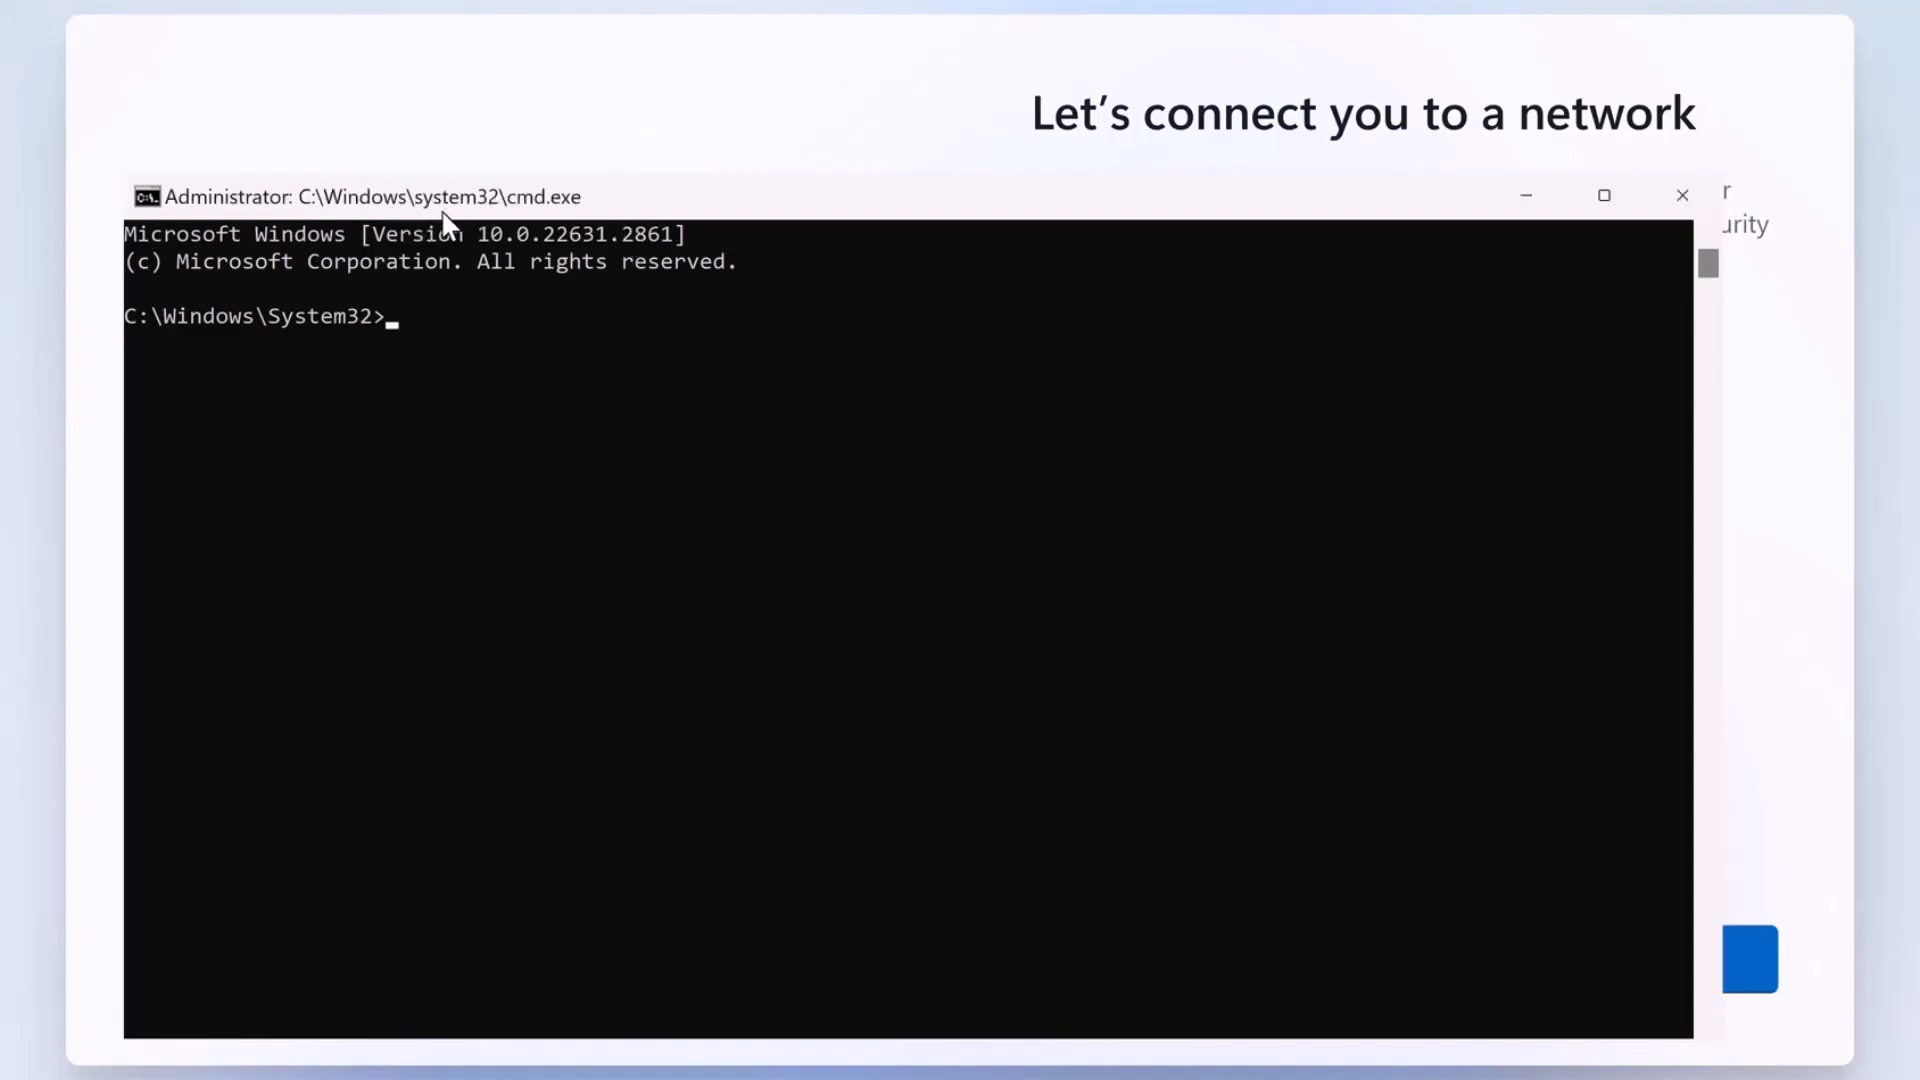 Let's connect you to a network
Administrator: C:\Windows\system32\cmd.exe
r
urity
Microsoft Windows [Version 10.0.22631.2861]
(c) Microsoft Corporation. All rights reserved.
C:\Windows\System32>